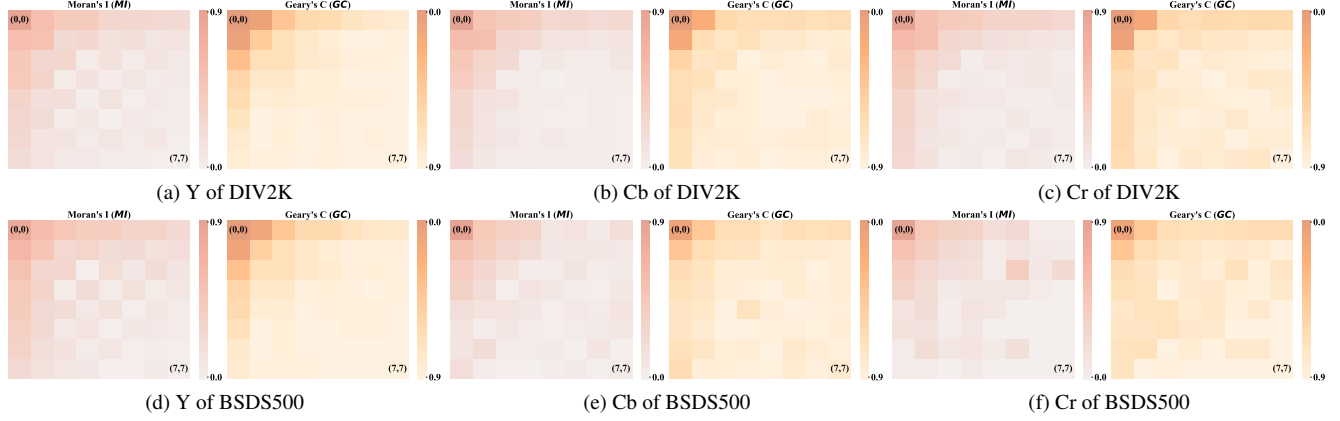 Moran's I (MI) Geary's C (GC) Moran's I (MI) Geary's C (GC) Moran's I (MI) Geary's C (GC)
(0,0) 0.9 (0,0) 0.0 (0,0) 0.9 (0,0) 0.0 (0,0) 0.9 (0,0) 0.0
(7,7) 0.0 (7,7) 0.9 (7,7) 0.0 (7,7) 0.9 (7,7) 0.0 (7,7) 0.9
(a) Y of DIV2K (b) Cb of DIV2K (c) Cr of DIV2K
Moran's I (MI) Geary's C (GC) Moran's I (MI) Geary's C (GC) Moran's I (MI) Geary's C (GC)
(0,0) 0.9 (0,0) 0.0 (0,0) 0.9 (0,0) 0.0 (0,0) 0.9 (0,0) 0.0
(7,7) 0.0 (7,7) 0.9 (7,7) 0.0 (7,7) 0.9 (7,7) 0.0 (7,7) 0.9
(d) Y of BSDS500 (e) Cb of BSDS500 (f) Cr of BSDS500